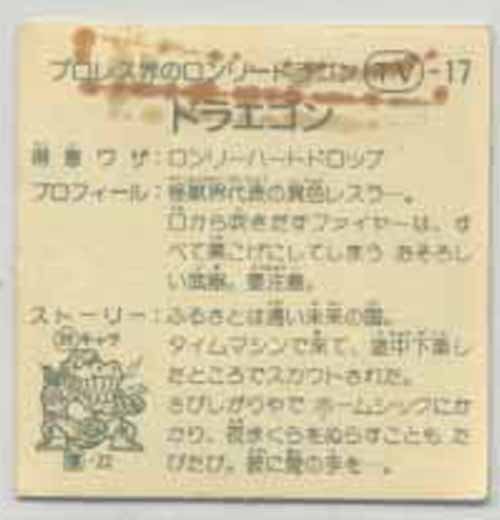 プロレス界のロンリードラゴン TV-17
ドラエゴン
得意ワザ:ロンリーハートドロップ
プロフィール:怪獣界代表の異色レスラー。
口から吹きだすファイヤーは、す
べて黒こげにしてしまう おそろし
い武器。要注意。
ストーリー:ふるさとは遠い未来の国。
タイムマシンで来て、途中下車し
たところでスカウトされた。
さびしがりやで ホームシックにか
かり、夜まくらをぬらすことも た
びたび。彼に愛の手を―。
キャラ
-22